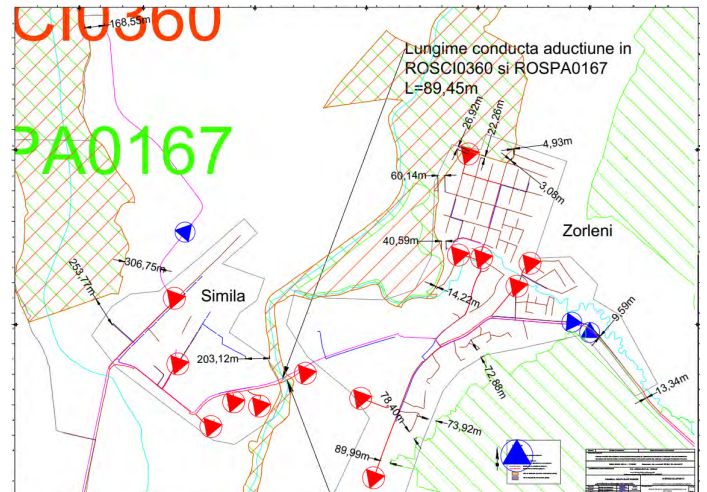 CI0360
168,55m
Lungime conducta aductiune in
ROSCI0360 si ROSPA0167
L=89,45m
PA0167
26,92m
22,26m
4,93m
60,14m
3,08m
Zorleni
40,59m
306,75m
253,77m
Simila
14,22m
9,59m
203,12m
72,88m
13,34m
78,40m
73,92m
89,99m